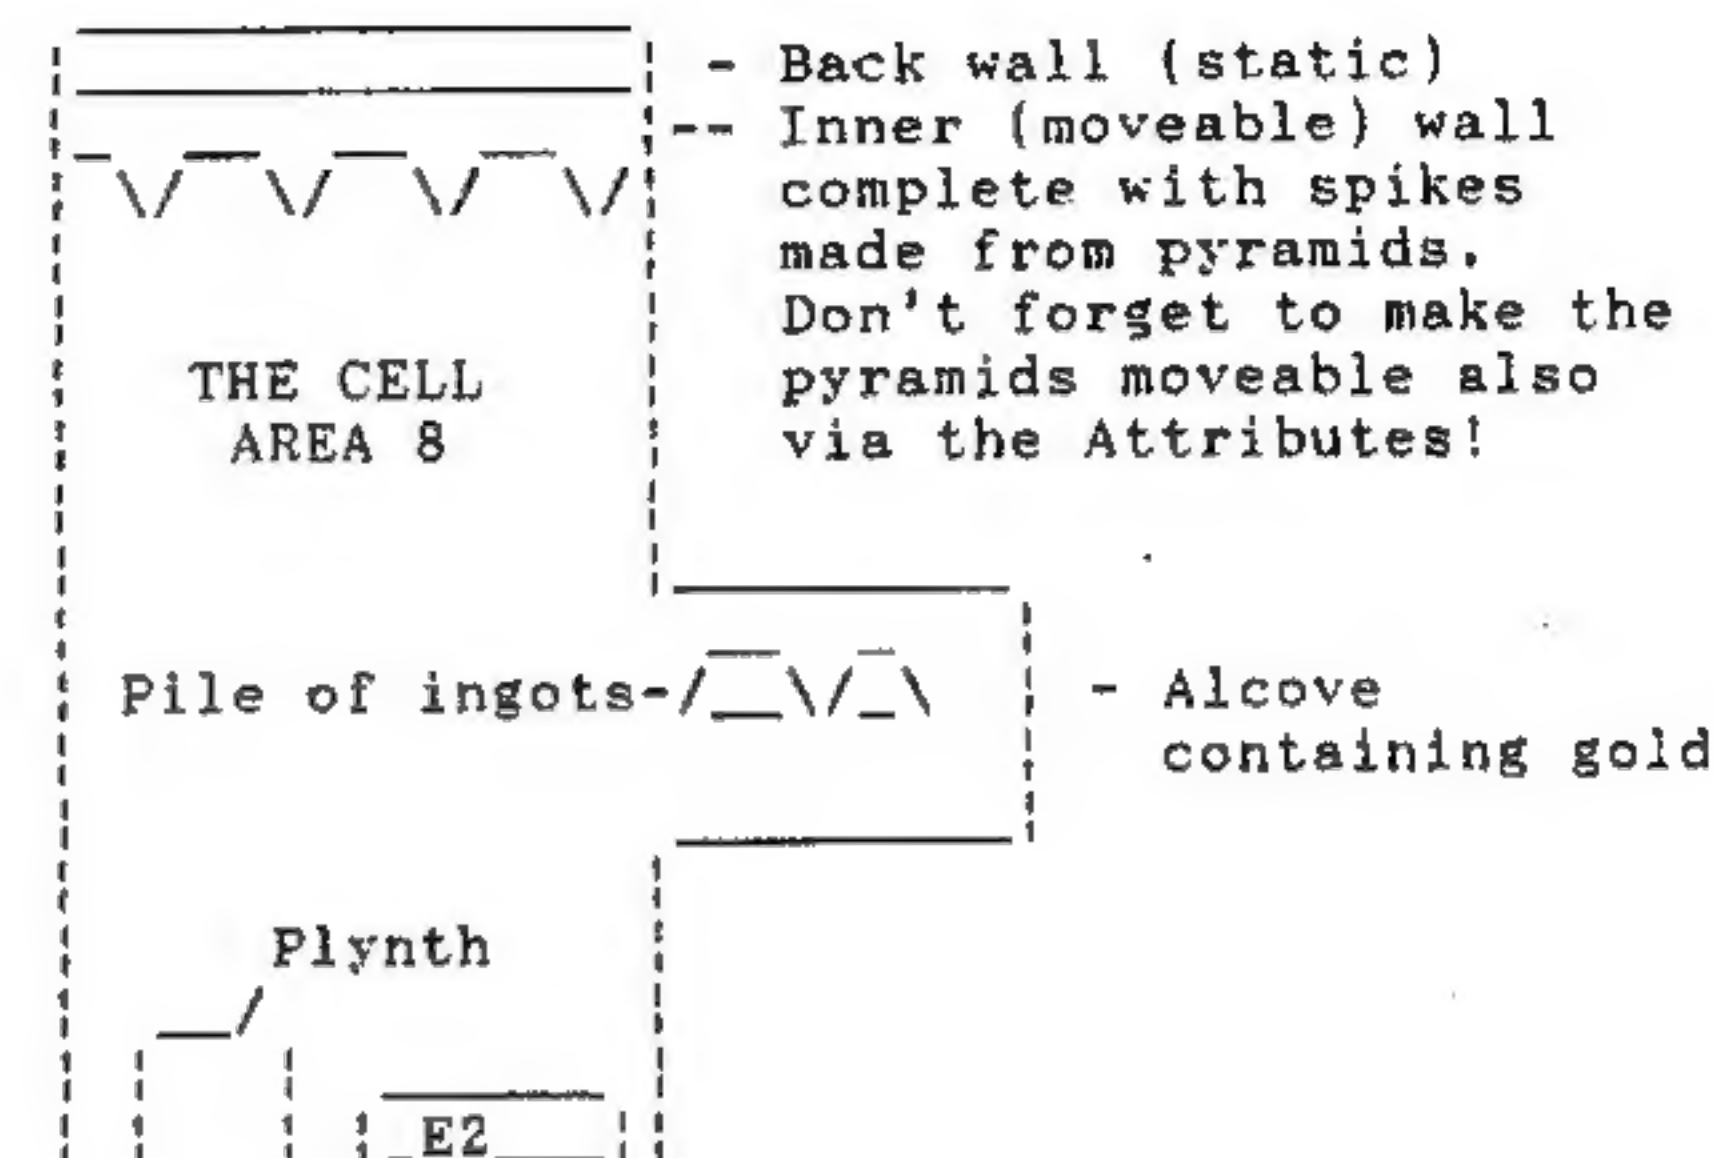 - Back wall (static)
-- Inner (moveable) wall
complete with spikes
made from pyramids.
Don't forget to make the
pyramids moveable also
via the Attributes!
THE CELL
AREA 8
Pile of ingots-
- Alcove
containing gold
Plynth
E2